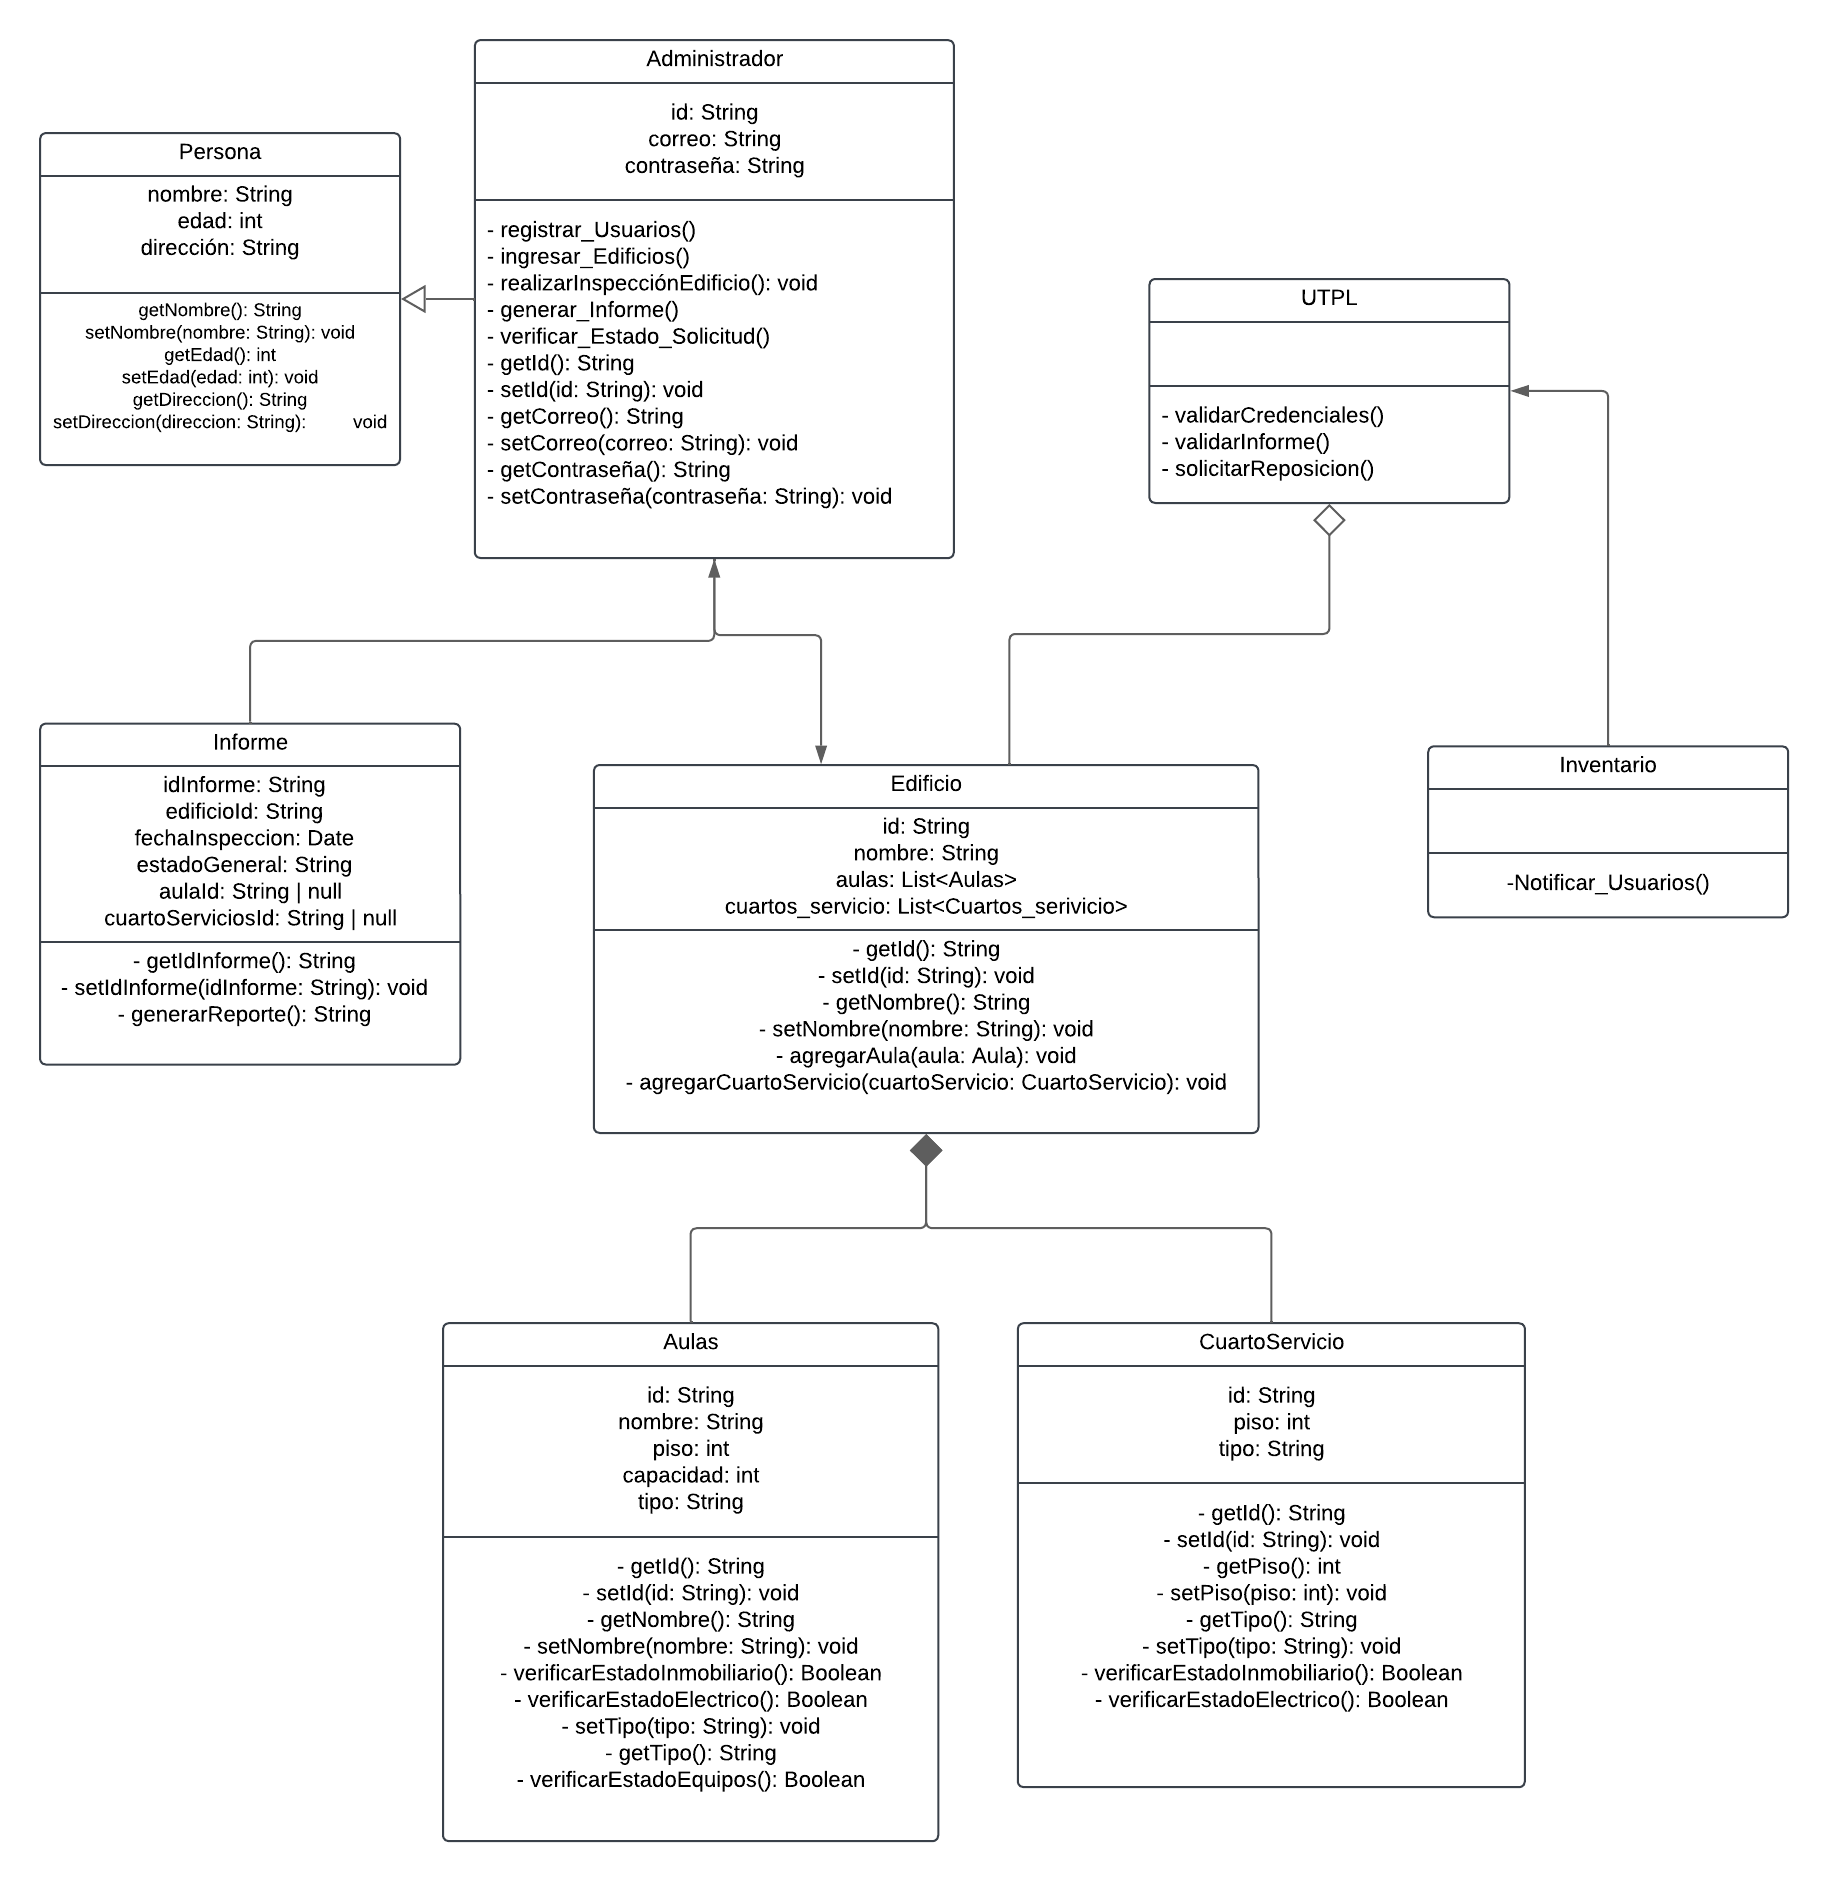 Administrador
id: String
correo: String
contraseña: String
- registrar_Usuarios()
- ingresar_Edificios()
- realizarInspecciónEdificio(): void
- generar_Informe()
- verificar_Estado_Solicitud()
- getId(): String
- setId(id: String): void
- getCorreo(): String
- setCorreo(correo: String): void
- getContraseña(): String
- setContraseña(contraseña: String): void
Persona
nombre: String
edad: int
dirección: String
getNombre(): String
setNombre(nombre: String): void
getEdad(): int
setEdad(edad: int): void
getDireccion(): String
setDireccion(direccion: String): void
UTPL
- validarCredenciales()
- validarInforme()
- solicitarReposicion()
Informe
idInforme: String
edificioId: String
fechaInspeccion: Date
estadoGeneral: String
aulaId: String | null
cuartoServiciosId: String | null
- getIdInforme(): String
- setIdInforme(idInforme: String): void
- generarReporte(): String
Edificio
id: String
nombre: String
aulas: List<Aulas>
cuartos_servicio: List<Cuartos_serivicio>
- getId(): String
- setId(id: String): void
- getNombre(): String
- setNombre(nombre: String): void
- agregarAula(aula: Aula): void
- agregarCuartoServicio(cuartoServicio: CuartoServicio): void
Inventario
-Notificar_Usuarios()
Aulas
id: String
nombre: String
piso: int
capacidad: int
tipo: String
- getId(): String
- setId(id: String): void
- getNombre(): String
- setNombre(nombre: String): void
- verificarEstadoInmobiliario(): Boolean
- verificarEstadoElectrico(): Boolean
- setTipo(tipo: String): void
- getTipo(): String
- verificarEstadoEquipos(): Boolean
CuartoServicio
id: String
piso: int
tipo: String
- getId(): String
- setId(id: String): void
- getPiso(): int
- setPiso(piso: int): void
- getTipo(): String
- setTipo(tipo: String): void
- verificarEstadoInmobiliario(): Boolean
- verificarEstadoElectrico(): Boolean